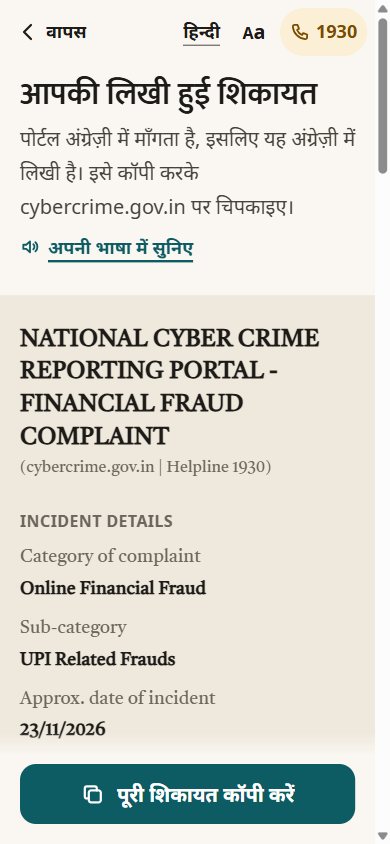 वापस
हिन्दी
Aa
1930
आपकी लिखी हुई शिकायत
पोर्टल अंग्रेज़ी में माँगता है, इसलिए यह अंग्रेज़ी में
लिखी है। इसे कॉपी करके
cybercrime.gov.in पर चिपकाइए।
अपनी भाषा में सुनिए
NATIONAL CYBER CRIME
REPORTING PORTAL -
FINANCIAL FRAUD
COMPLAINT
(cybercrime.gov.in | Helpline 1930)
INCIDENT DETAILS
Category of complaint
Online Financial Fraud
Sub-category
UPI Related Frauds
Approx. date of incident
23/11/2026
पूरी शिकायत कॉपी करें